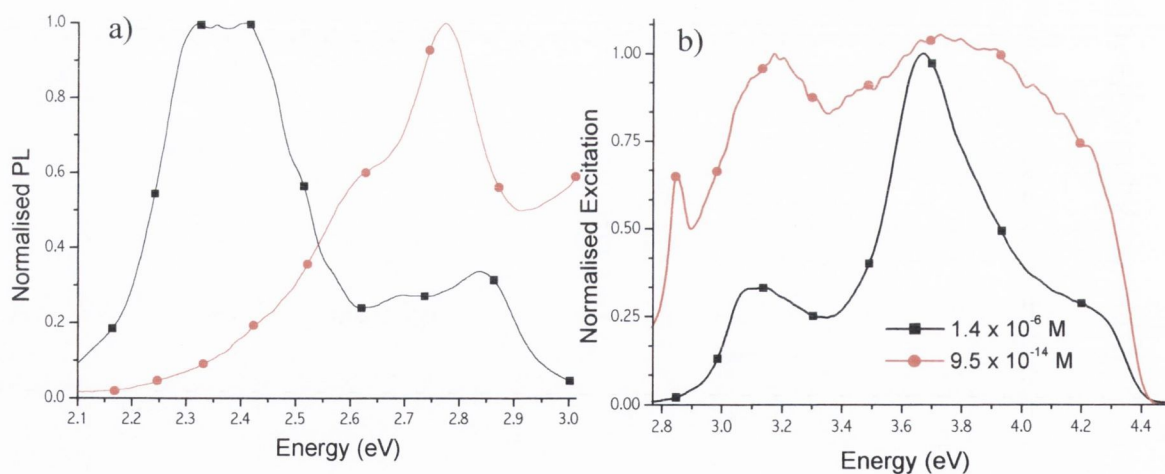 a)
Normalised PL
1.0
0.8
0.6
0.4
0.2
0.0
2.1 2.2 2.3 2.4 2.5 2.6 2.7 2.8 2.9 3.0
Energy (eV)
b)
Normalised Excitation
1.00
0.75
0.50
0.25
0.00
2.8 3.0 3.2 3.4 3.6 3.8 4.0 4.2 4.4
Energy (eV)
1.4 x 10⁻⁶ M
9.5 x 10⁻¹⁴ M